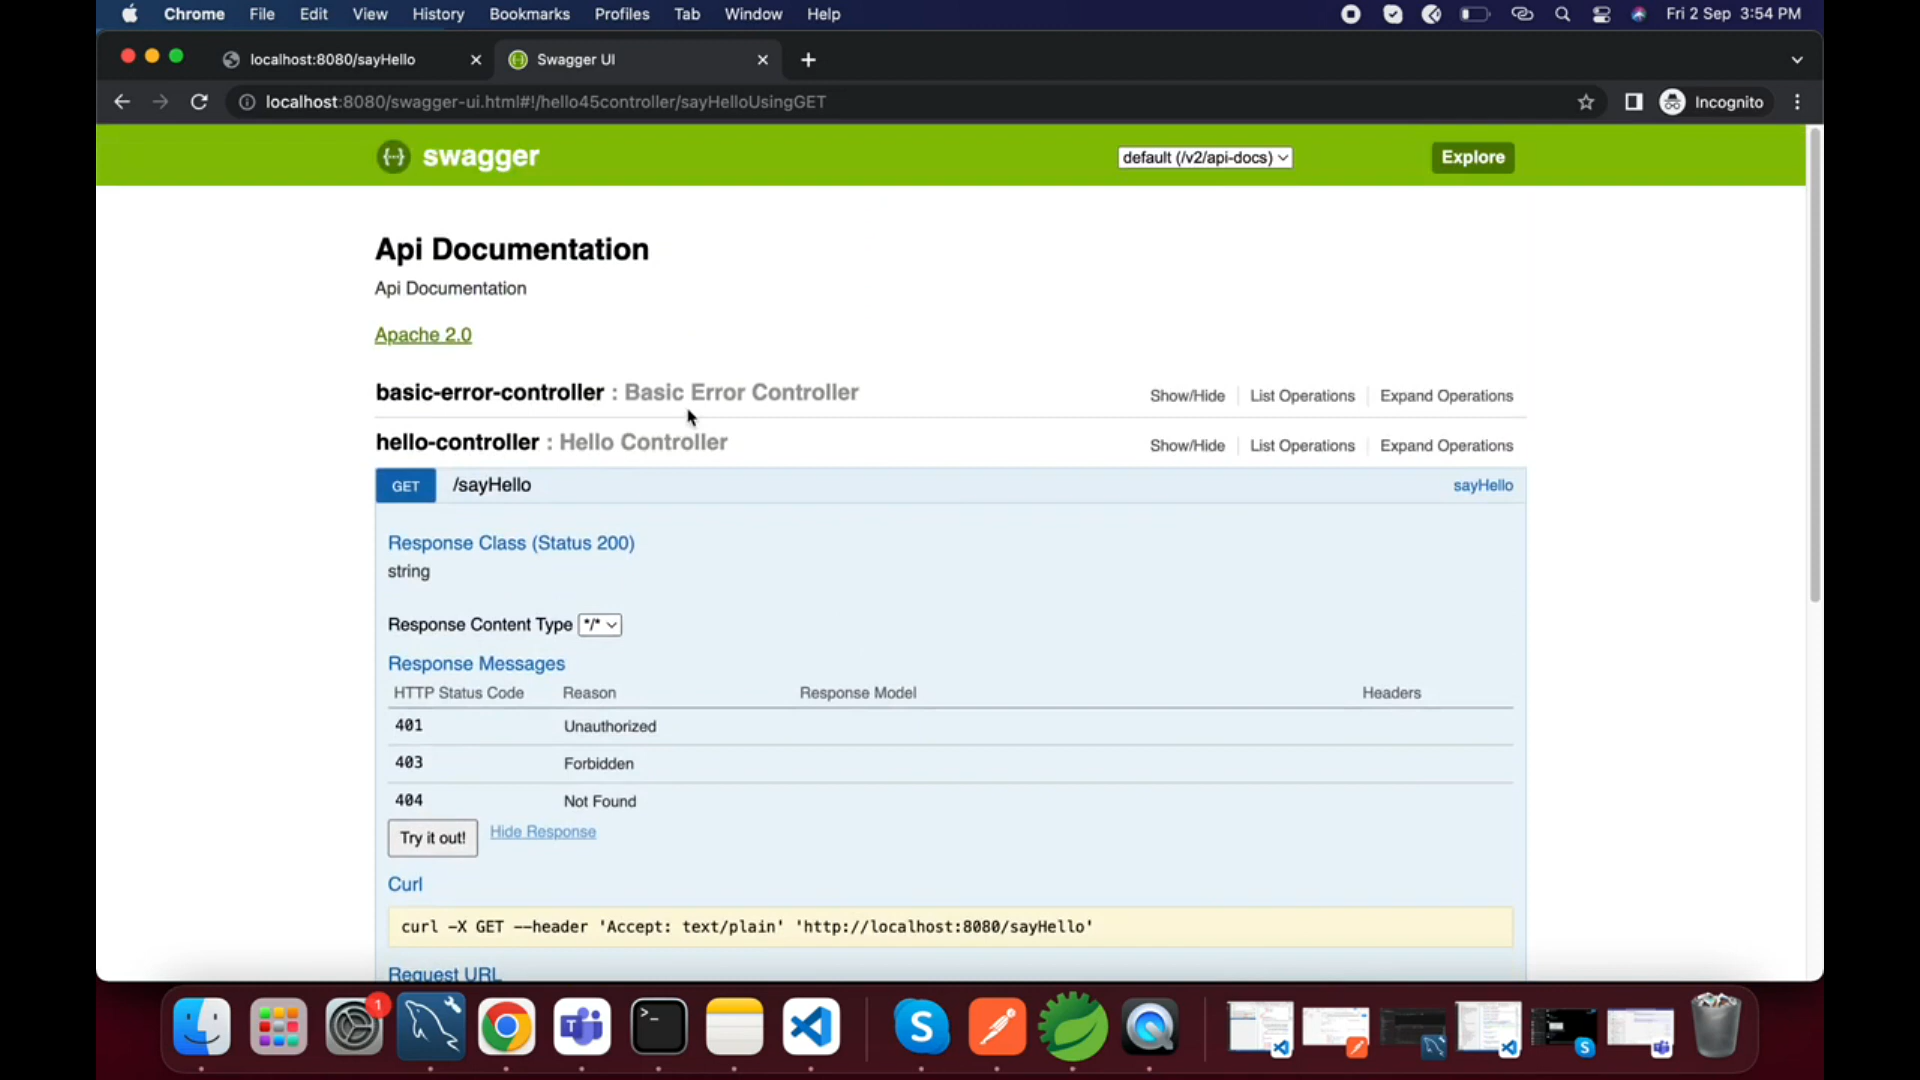 Chrome File Edit View History Bookmarks Profiles Tab Window Help Fri 2 Sep 3:54 PM
localhost:8080/sayHello Swagger UI
localhost:8080/swagger-ui.html#!/hello45controller/sayHelloUsingGET Incognito
{···} swagger default (/v2/api-docs) Explore
Api Documentation
Api Documentation
Apache 2.0
basic-error-controller : Basic Error Controller Show/Hide List Operations Expand Operations
hello-controller : Hello Controller Show/Hide List Operations Expand Operations
GET /sayHello sayHello
Response Class (Status 200)
string
Response Content Type */*
Response Messages
HTTP Status Code Reason Response Model Headers
401 Unauthorized
403 Forbidden
404 Not Found
Try it out! Hide Response
Curl
curl -X GET --header 'Accept: text/plain' 'http://localhost:8080/sayHello'
Request URL
1